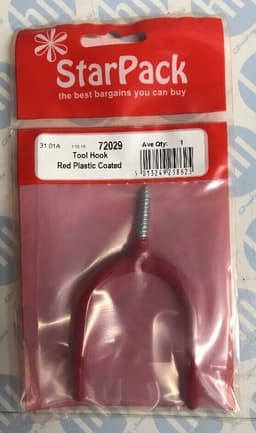 StarPack
the best bargains you can buy
31 01A 72029 Ave Qty: 1
Tool Hook
Red Plastic Coated